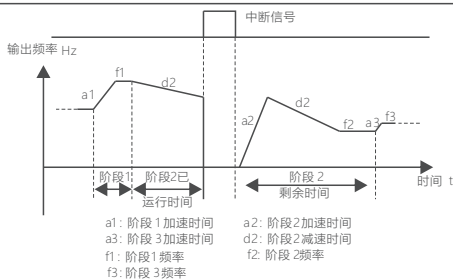 中断信号
输出频率 Hz
f1
a1
d2
a2
d2
f2
a3
f3
阶段1
阶段2已
运行时间
阶段 2
剩余时间
时间 t
a1: 阶段 1加速时间
a2: 阶段2加速时间
a3: 阶段 3加速时间
d2: 阶段2减速时间
f1: 阶段1 频率
f2: 阶段 2频率
f3: 阶段 3 频率